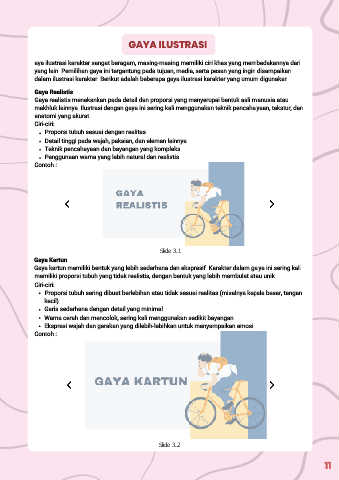 GAYA ILUSTRASI
aya ilustrasi karakter sangat beragam, masing-masing memiliki ciri khas yang membedakannya dari
yang lain. Pemilihan gaya ini tergantung pada tujuan, media, serta pesan yang ingin disampaikan
dalam ilustrasi karakter. Berikut adalah beberapa gaya ilustrasi karakter yang umum digunakan:
Gaya Realistis
Gaya realistis menekankan pada detail dan proporsi yang menyerupai bentuk asli manusia atau
makhluk lainnya. Ilustrasi dengan gaya ini sering kali menggunakan teknik pencahayaan, tekstur, dan
anatomi yang akurat.
Ciri-ciri:
• Proporsi tubuh sesuai dengan realitas
• Detail tinggi pada wajah, pakaian, dan elemen lainnya
• Teknik pencahayaan dan bayangan yang kompleks
• Penggunaan warna yang lebih natural dan realistis
Contoh :
GAYA
REALISTIS
Slide 3.1
Gaya Kartun
Gaya kartun memiliki bentuk yang lebih sederhana dan ekspresif. Karakter dalam gaya ini sering kali
memiliki proporsi tubuh yang tidak realistis, dengan bentuk yang lebih membulat atau unik.
Ciri-ciri:
• Proporsi tubuh sering dibuat berlebihan atau tidak sesuai realitas (misalnya kepala besar, tangan
kecil)
• Garis sederhana dengan detail yang minimal
• Warna cerah dan mencolok, sering kali menggunakan sedikit bayangan
• Ekspresi wajah dan gerakan yang dilebih-lebihkan untuk menyampaikan emosi
Contoh :
GAYA KARTUN
Slide 3.2
11